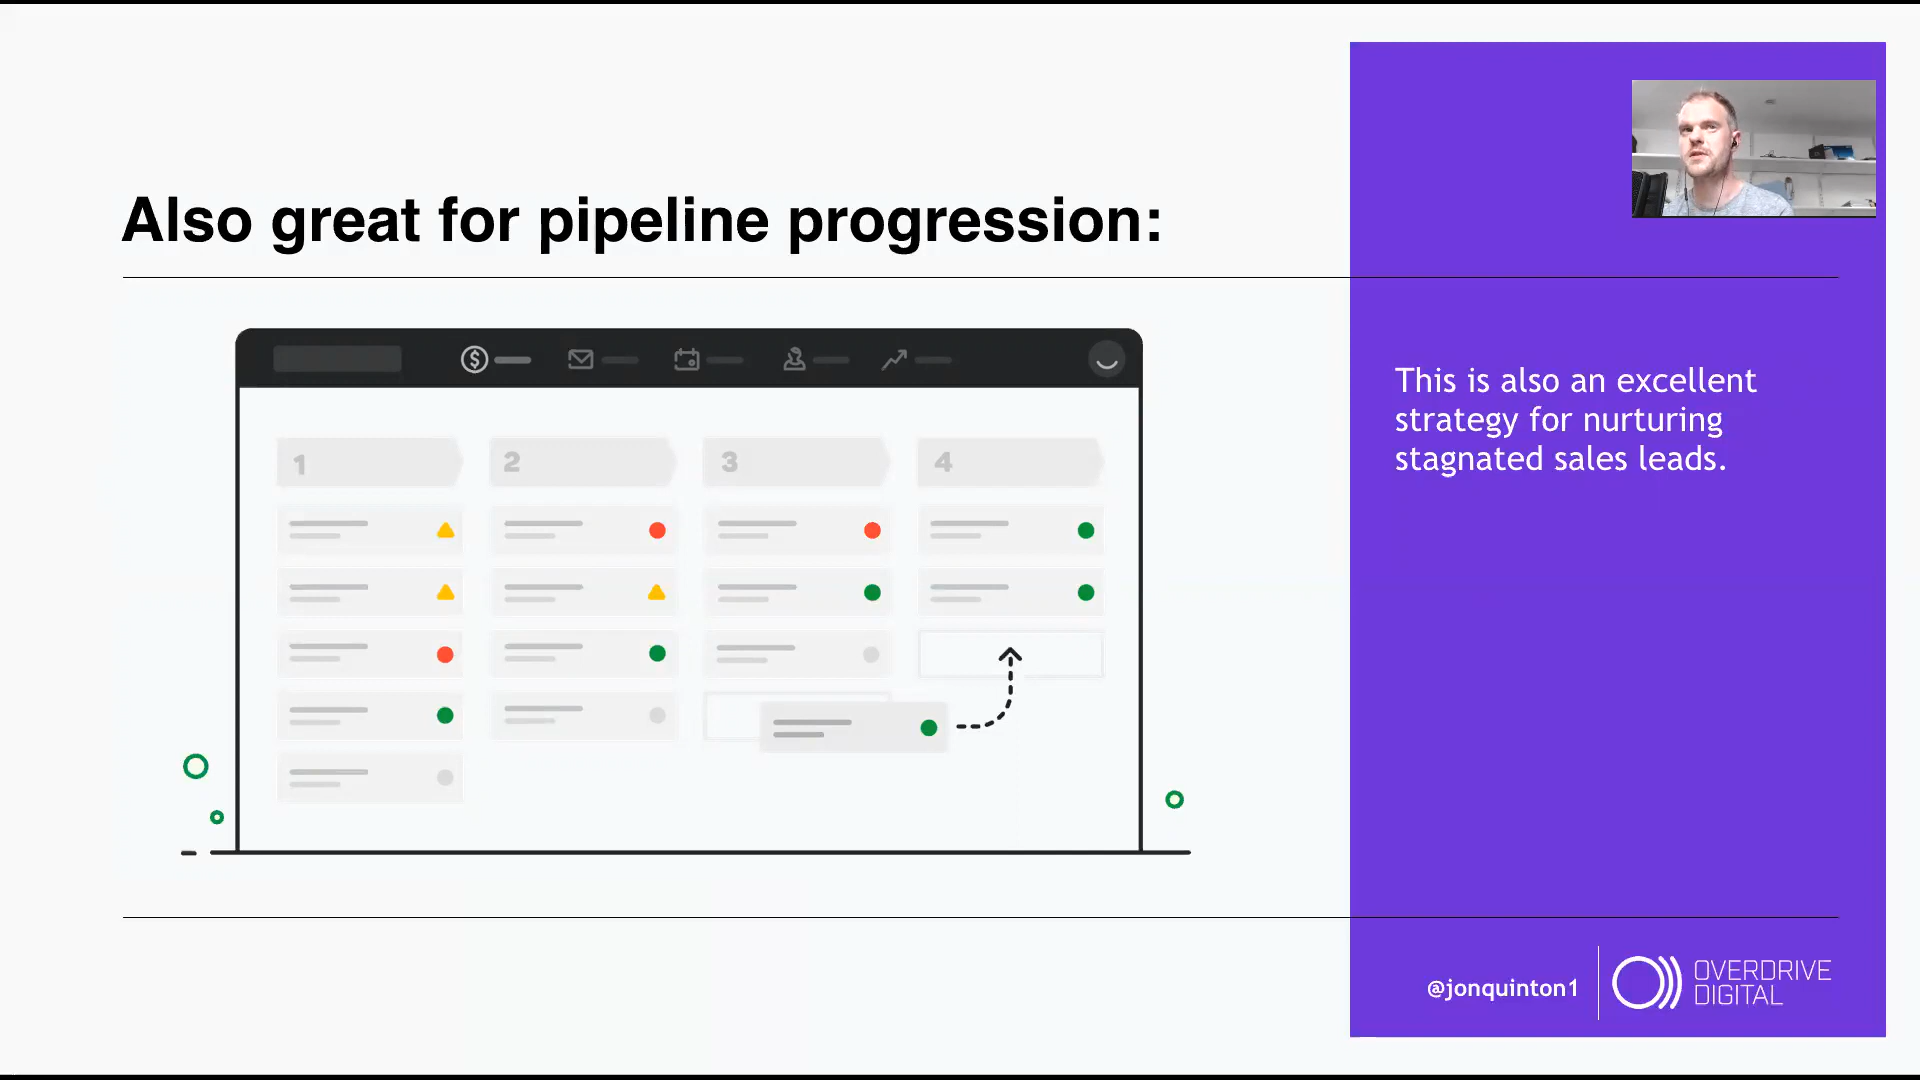 Also great for pipeline progression:
$
1
2
3
4
This is also an excellent
strategy for nurturing
stagnated sales leads.
@jonquinton1
OVERDRIVE
DIGITAL